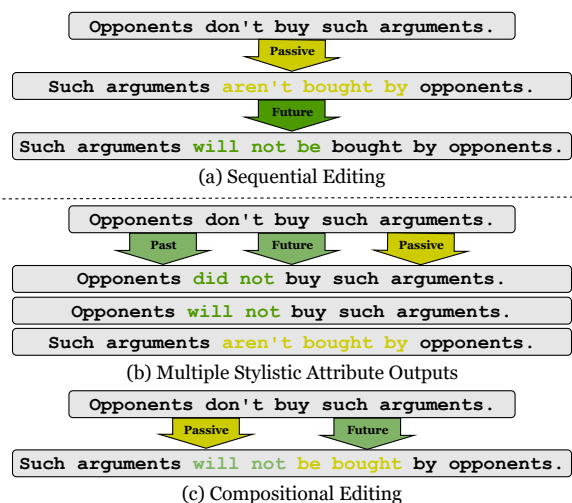 Opponents don't buy such arguments.
Passive
Such arguments aren't bought by opponents.
Future
Such arguments will not be bought by opponents.
(a) Sequential Editing
Opponents don't buy such arguments.
Past Future Passive
Opponents did not buy such arguments.
Opponents will not buy such arguments.
Such arguments aren't bought by opponents.
(b) Multiple Stylistic Attribute Outputs
Opponents don't buy such arguments.
Passive Future
Such arguments will not be bought by opponents.
(c) Compositional Editing